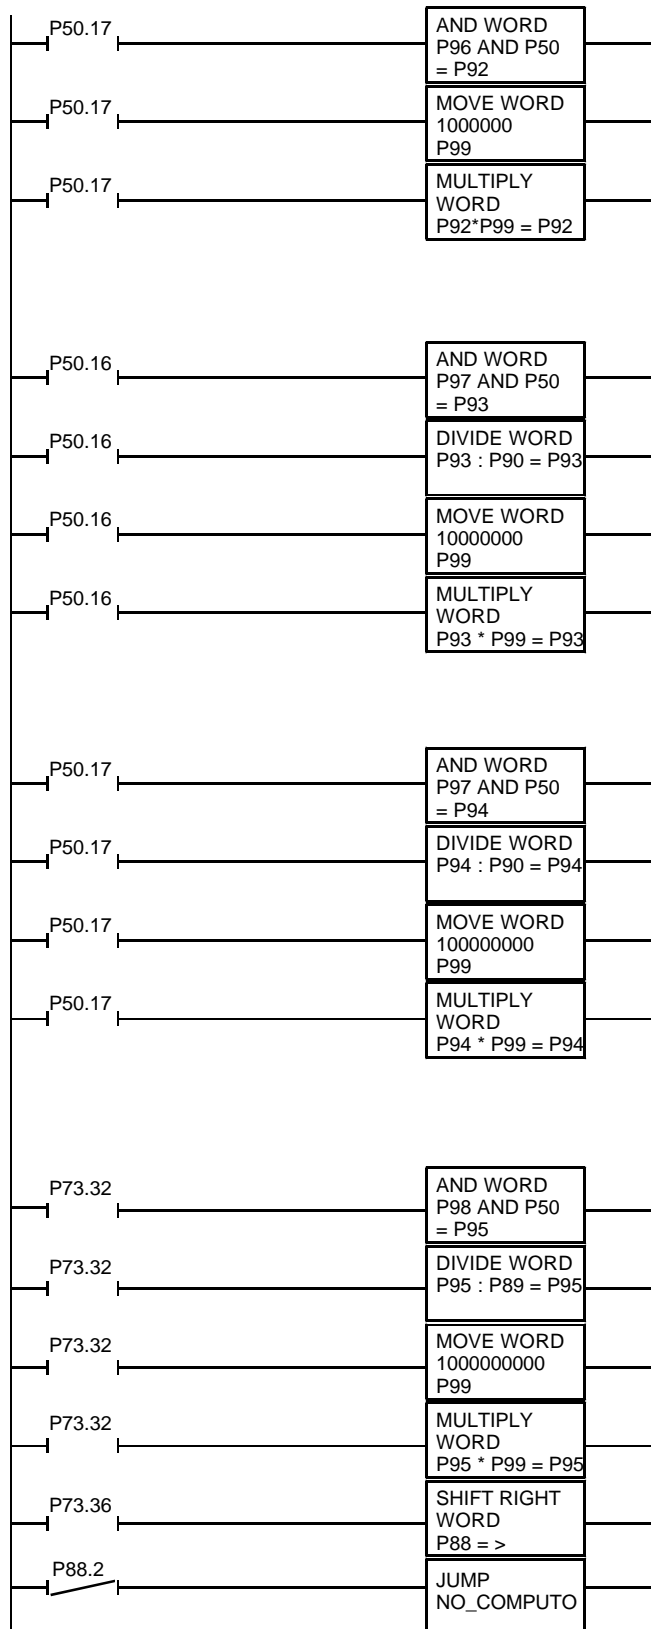 P50.17
AND WORD
P96 AND P50
= P92
P50.17
MOVE WORD
1000000
P99
P50.17
MULTIPLY
WORD
P92*P99 = P92
P50.16
AND WORD
P97 AND P50
= P93
P50.16
DIVIDE WORD
P93 : P90 = P93
P50.16
MOVE WORD
10000000
P99
P50.16
MULTIPLY
WORD
P93 * P99 = P93
P50.17
AND WORD
P97 AND P50
= P94
P50.17
DIVIDE WORD
P94 : P90 = P94
P50.17
MOVE WORD
100000000
P99
P50.17
MULTIPLY
WORD
P94 * P99 = P94
P73.32
AND WORD
P98 AND P50
= P95
P73.32
DIVIDE WORD
P95 : P89 = P95
P73.32
MOVE WORD
1000000000
P99
P73.32
MULTIPLY
WORD
P95 * P99 = P95
P73.36
SHIFT RIGHT
WORD
P88 = >
P88.2
JUMP
NO_COMPUTO